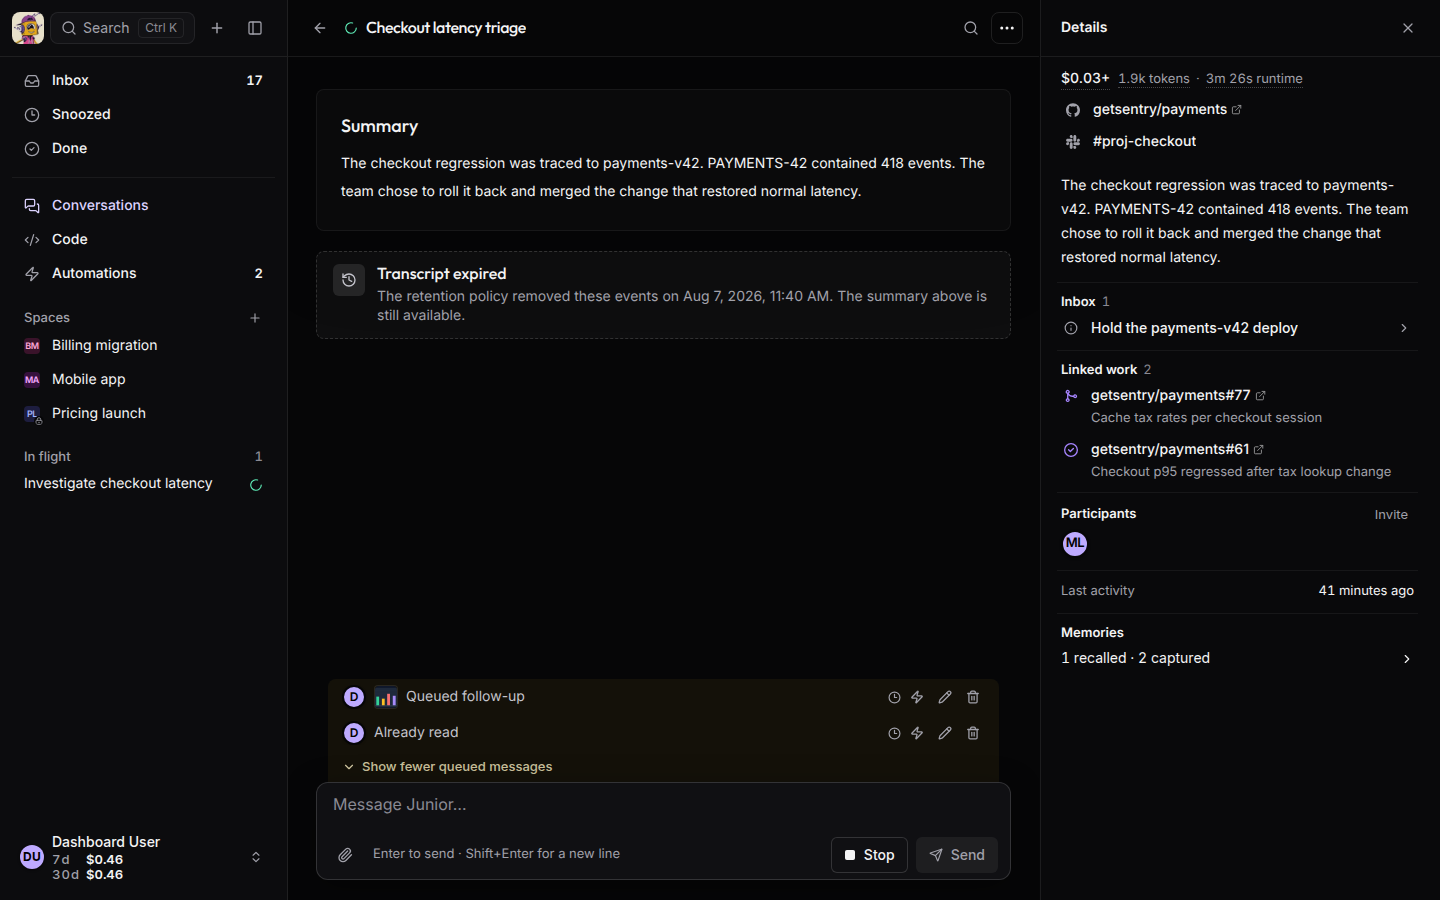 Search Ctrl K
Inbox 17
Snoozed
Done
Conversations
Code
Automations 2
Spaces
BM Billing migration
MA Mobile app
PL Pricing launch
In flight 1
Investigate checkout latency
DU Dashboard User
7d $0.46
30d $0.46
Checkout latency triage
Summary
The checkout regression was traced to payments-v42. PAYMENTS-42 contained 418 events. The
team chose to roll it back and merged the change that restored normal latency.
Transcript expired
The retention policy removed these events on Aug 7, 2026, 11:40 AM. The summary above is
still available.
D Queued follow-up
D Already read
Show fewer queued messages
Message Junior...
Enter to send · Shift+Enter for a new line
Stop
Send
Details
$0.03+ 1.9k tokens · 3m 26s runtime
getsentry/payments
#proj-checkout
The checkout regression was traced to payments-
v42. PAYMENTS-42 contained 418 events. The team
chose to roll it back and merged the change that
restored normal latency.
Inbox 1
Hold the payments-v42 deploy
Linked work 2
getsentry/payments#77
Cache tax rates per checkout session
getsentry/payments#61
Checkout p95 regressed after tax lookup change
Participants Invite
ML
Last activity 41 minutes ago
Memories
1 recalled · 2 captured